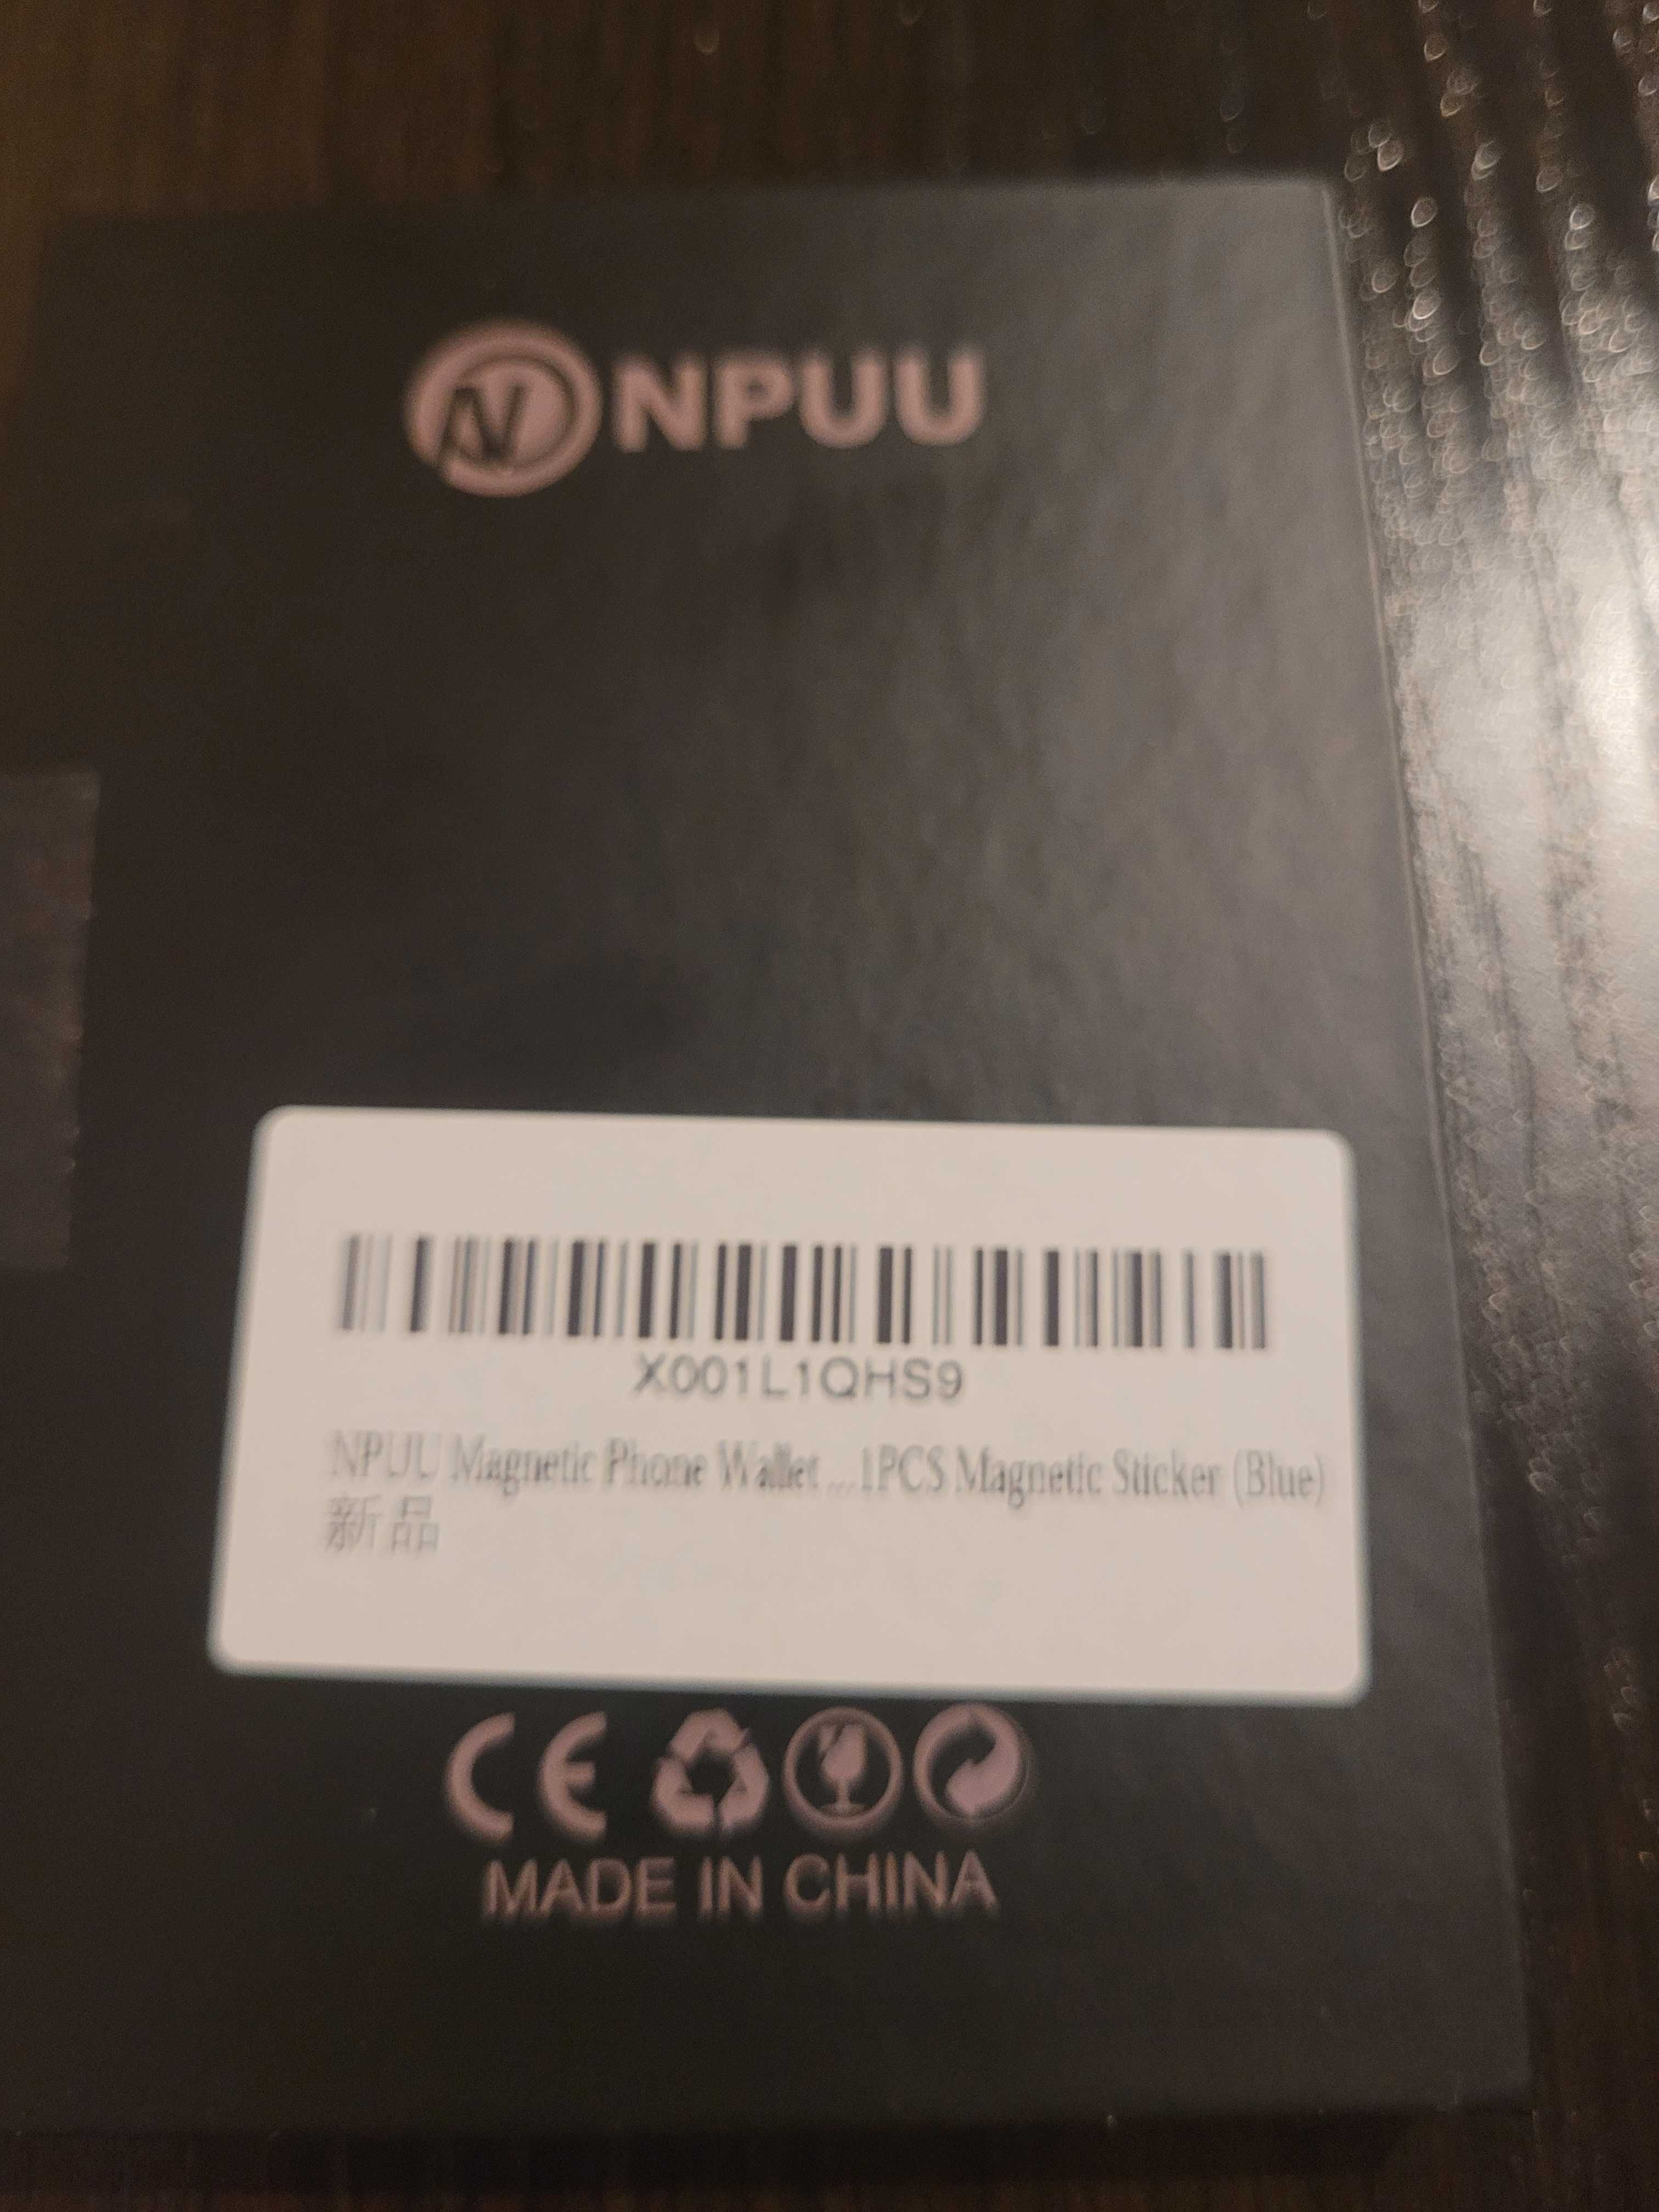 NPUU
X001L1QHS9
NPUU Magnetic Phone Wallet ...1PCS Magnetic Sticker (Blue)
新品
CE
MADE IN CHINA